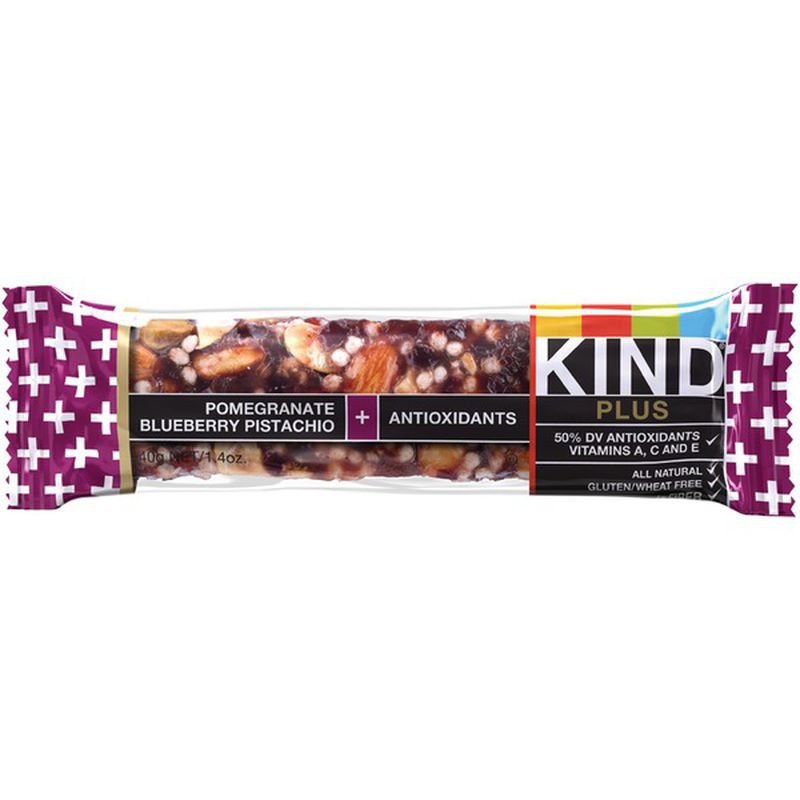 POMEGRANATE
BLUEBERRY PISTACHIO
+
ANTIOXIDANTS
40g NET/1.4oz.
KIND
PLUS
50% DV ANTIOXIDANTS
VITAMINS A, C AND E
ALL NATURAL
GLUTEN/WHEAT FREE
FIBER